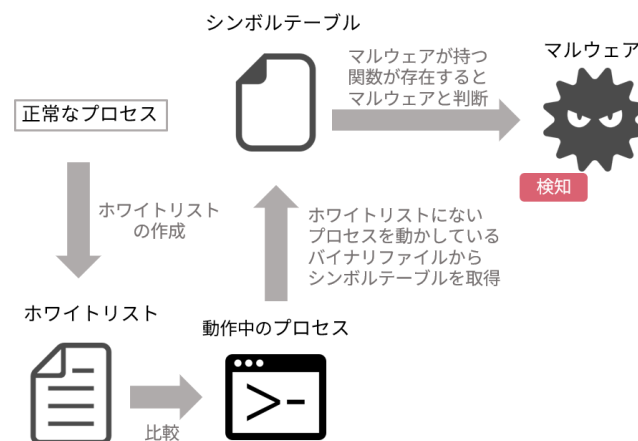 シンボルテーブル
マルウェアが持つ
関数が存在すると
マルウェアと判断
マルウェア
正常なプロセス
検知
ホワイトリスト
の作成
ホワイトリストにない
プロセスを動かしている
バイナリファイルから
シンボルテーブルを取得
ホワイトリスト
動作中のプロセス
比較